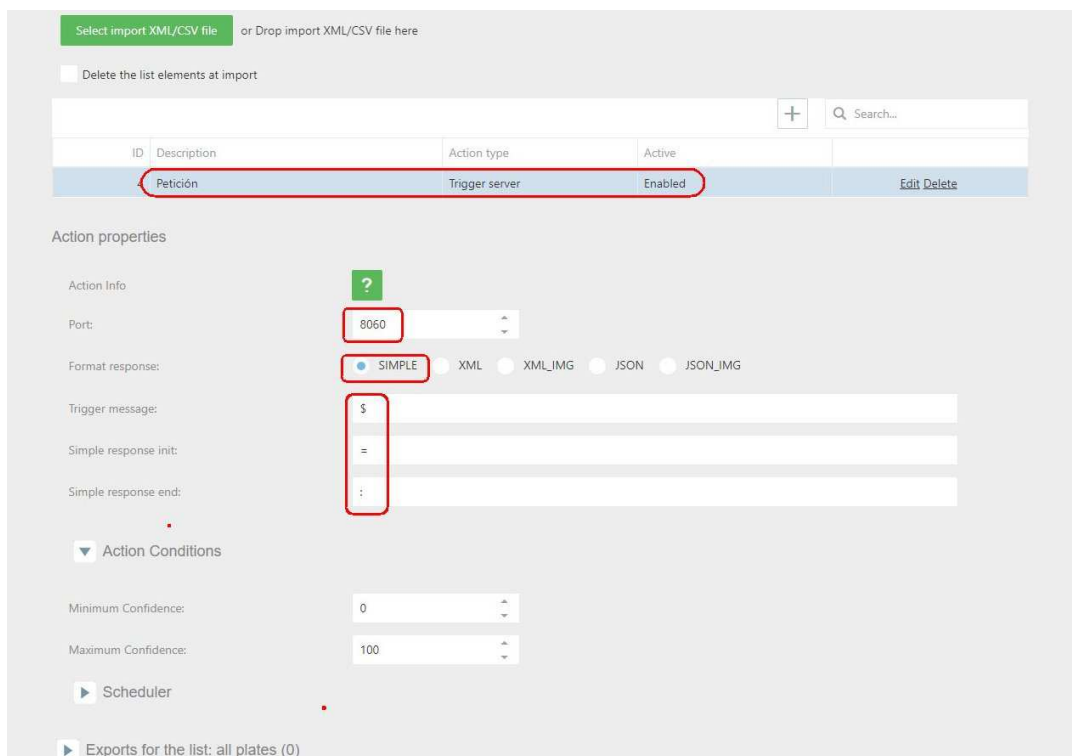 Select import XML/CSV file or Drop import XML/CSV file here
Delete the list elements at import
+ Search...
ID Description Action type Active
4 Petición Trigger server Enabled Edit Delete
Action properties
Action Info ?
Port: 8060
Format response: SIMPLE XML XML_IMG JSON JSON_IMG
Trigger message: $
Simple response init: =
Simple response end: :
Action Conditions
Minimum Confidence: 0
Maximum Confidence: 100
Scheduler
Exports for the list: all plates (0)